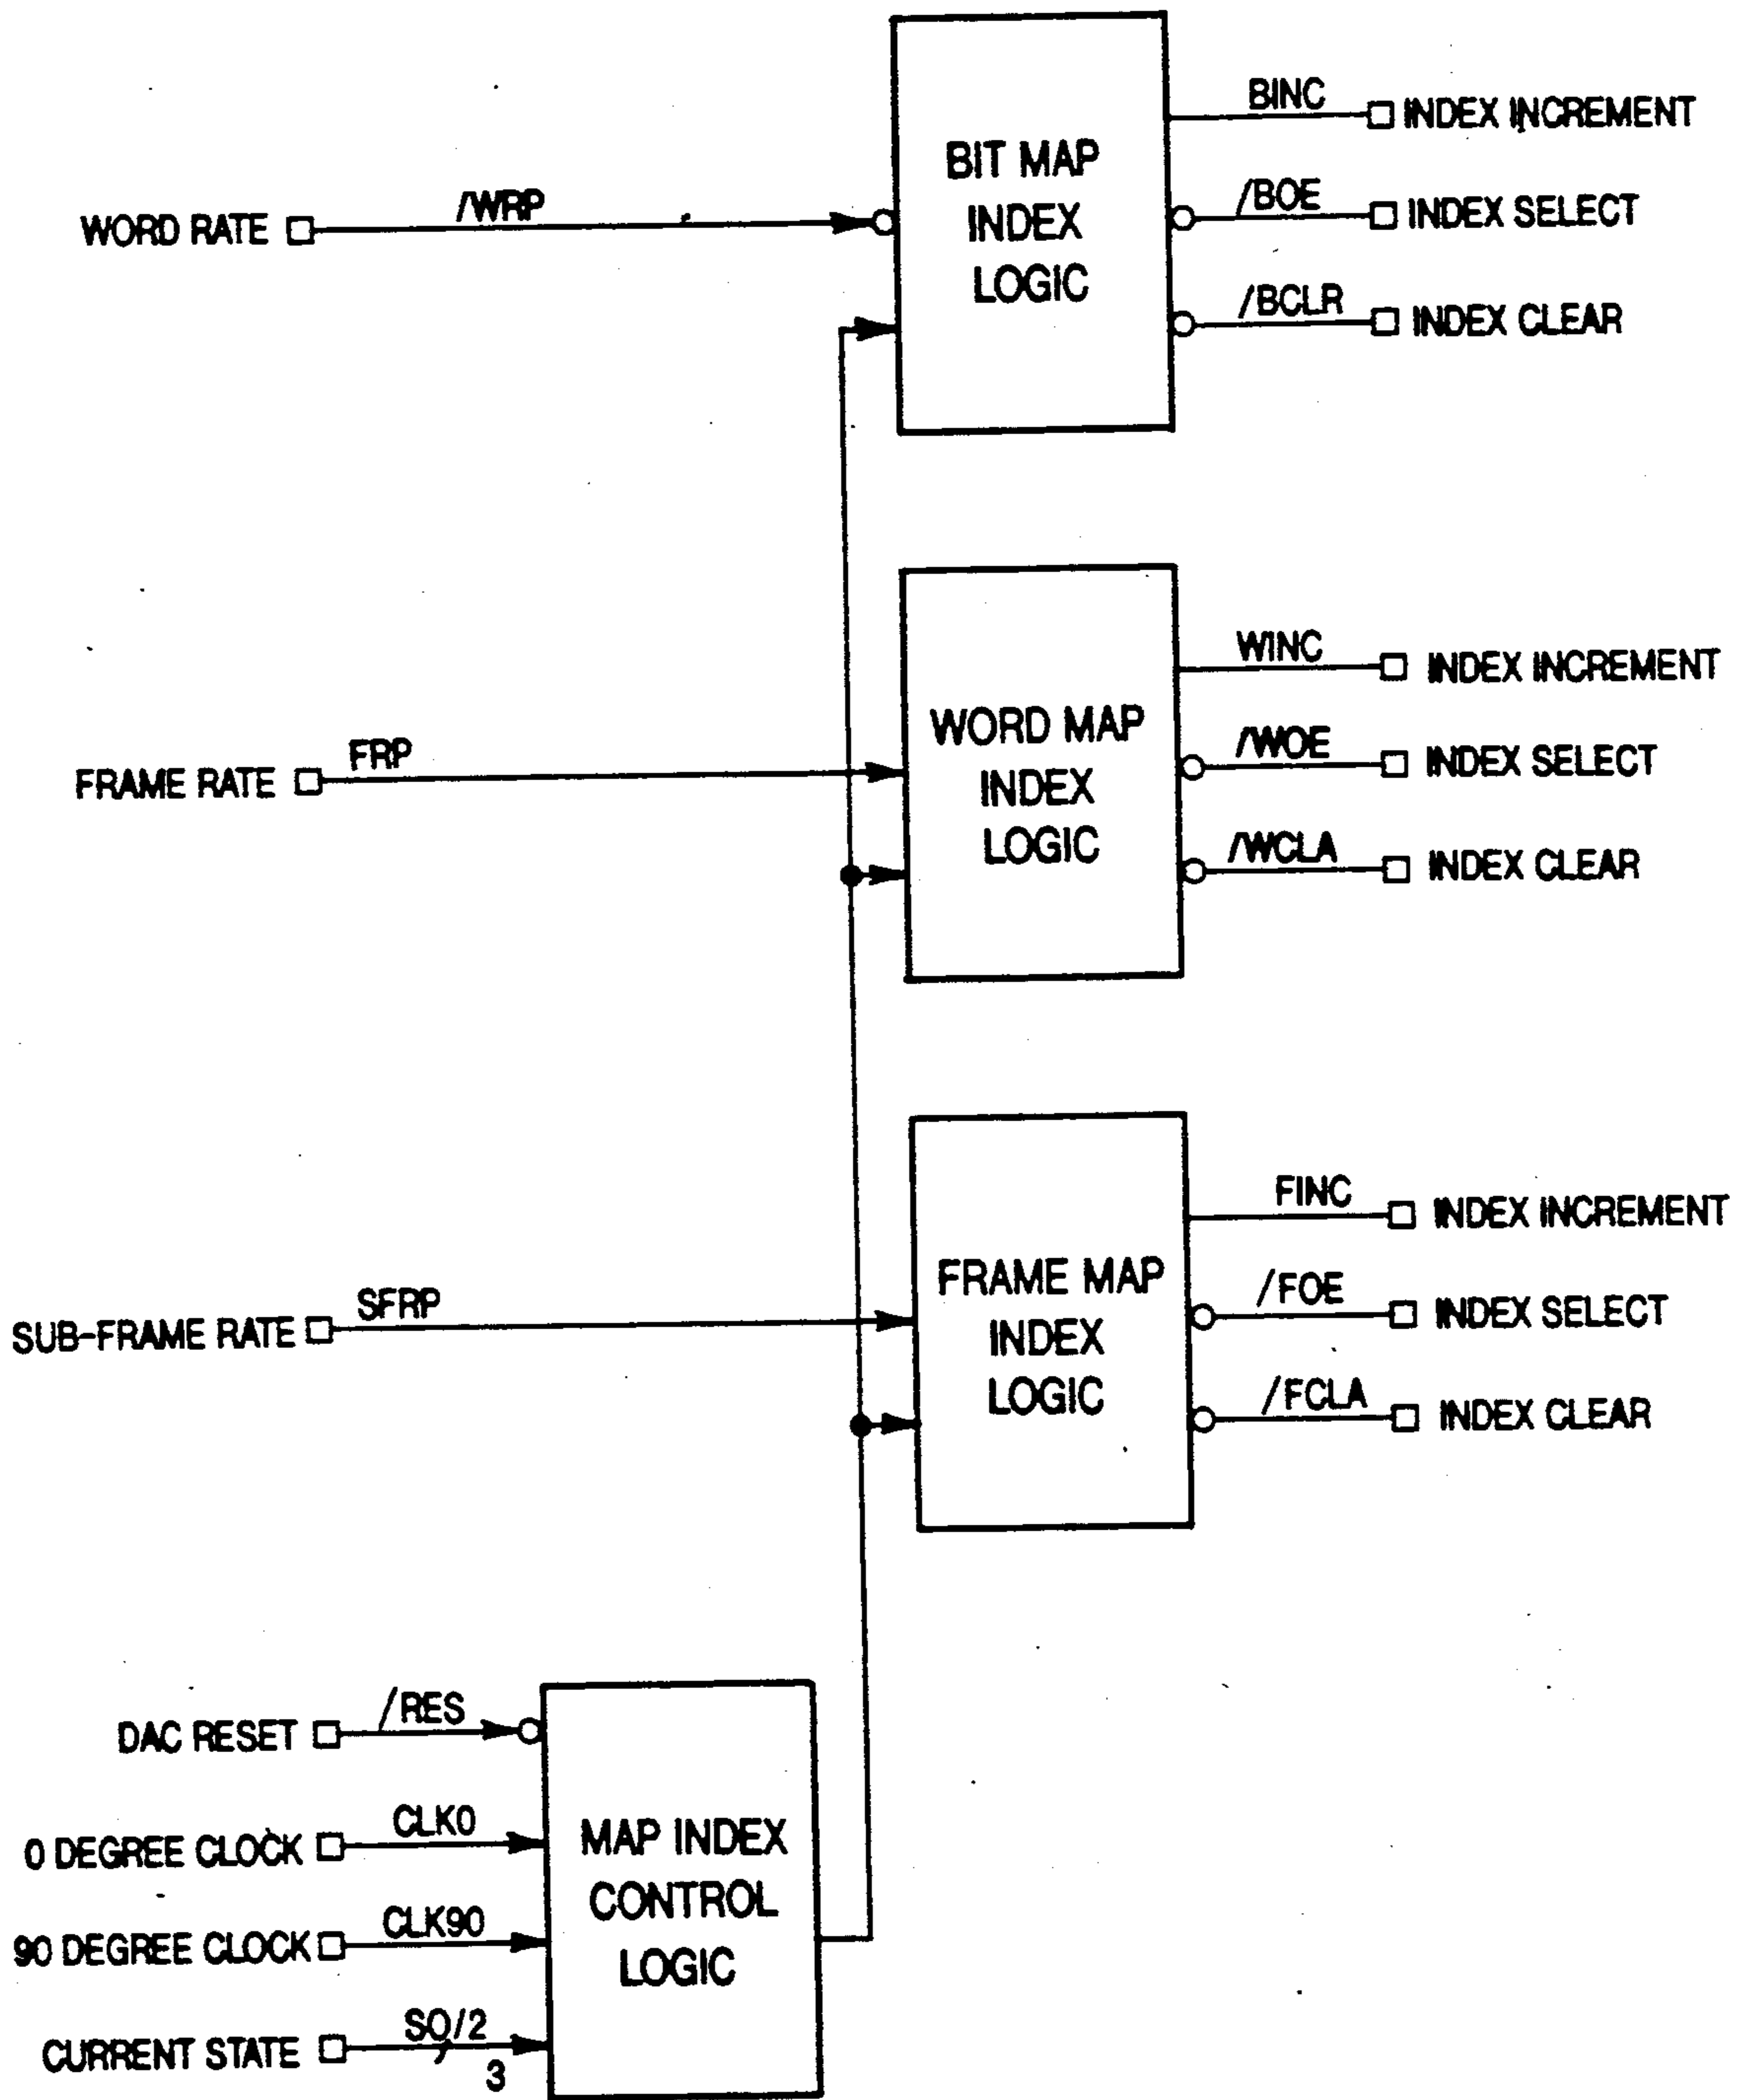 BINC
INDEX INCREMENT
BIT MAP
INDEX
LOGIC
WORD RATE
/WRP
/BOE
INDEX SELECT
/BCLR
INDEX CLEAR
WINC
INDEX INCREMENT
WORD MAP
INDEX
LOGIC
FRAME RATE
FRP
/WOE
INDEX SELECT
/WCLA
INDEX CLEAR
FINC
INDEX INCREMENT
FRAME MAP
INDEX
LOGIC
SUB-FRAME RATE
SFRP
/FOE
INDEX SELECT
/FCLA
INDEX CLEAR
DAC RESET
/RES
0 DEGREE CLOCK
CLK0
MAP INDEX
CONTROL
LOGIC
90 DEGREE CLOCK
CLK90
CURRENT STATE
S0/2
3